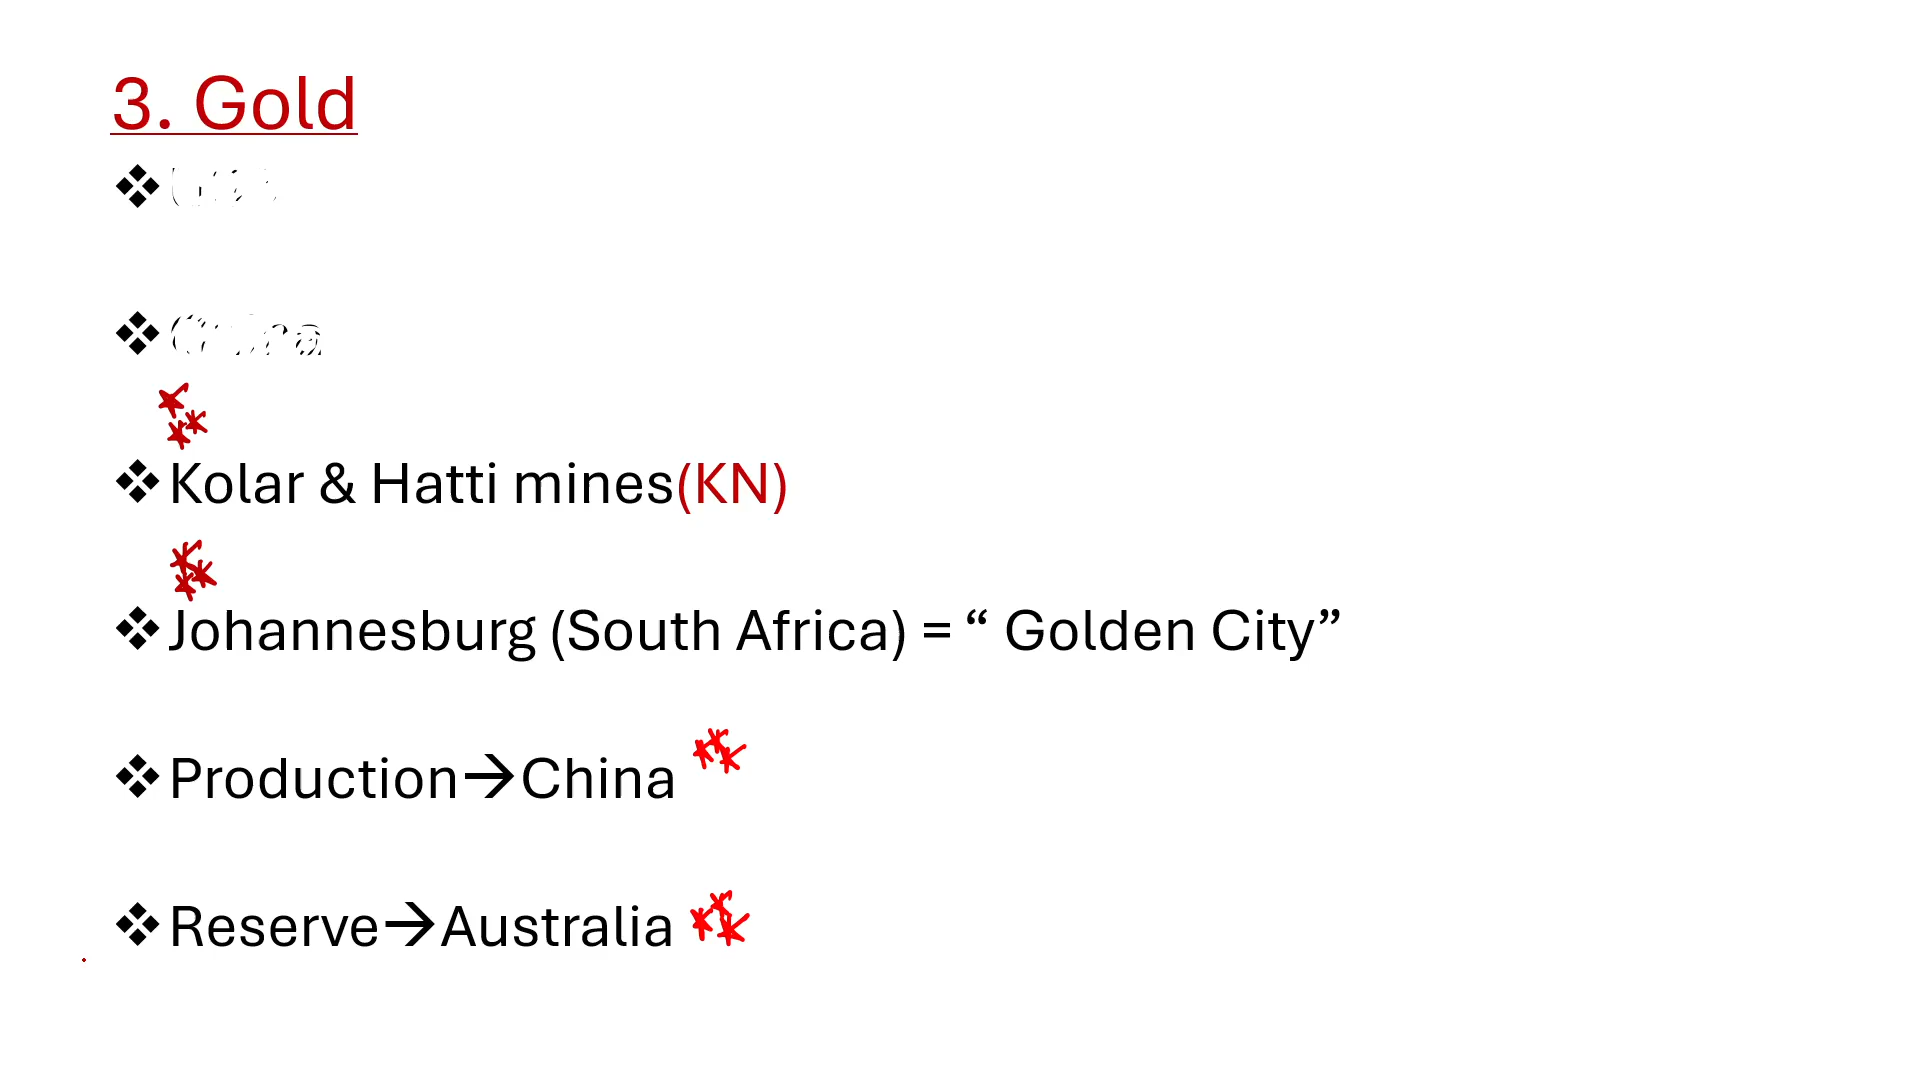 3. Gold
Kolar & Hatti mines(KN)
Johannesburg (South Africa) = “ Golden City”
Production→China
Reserve→Australia